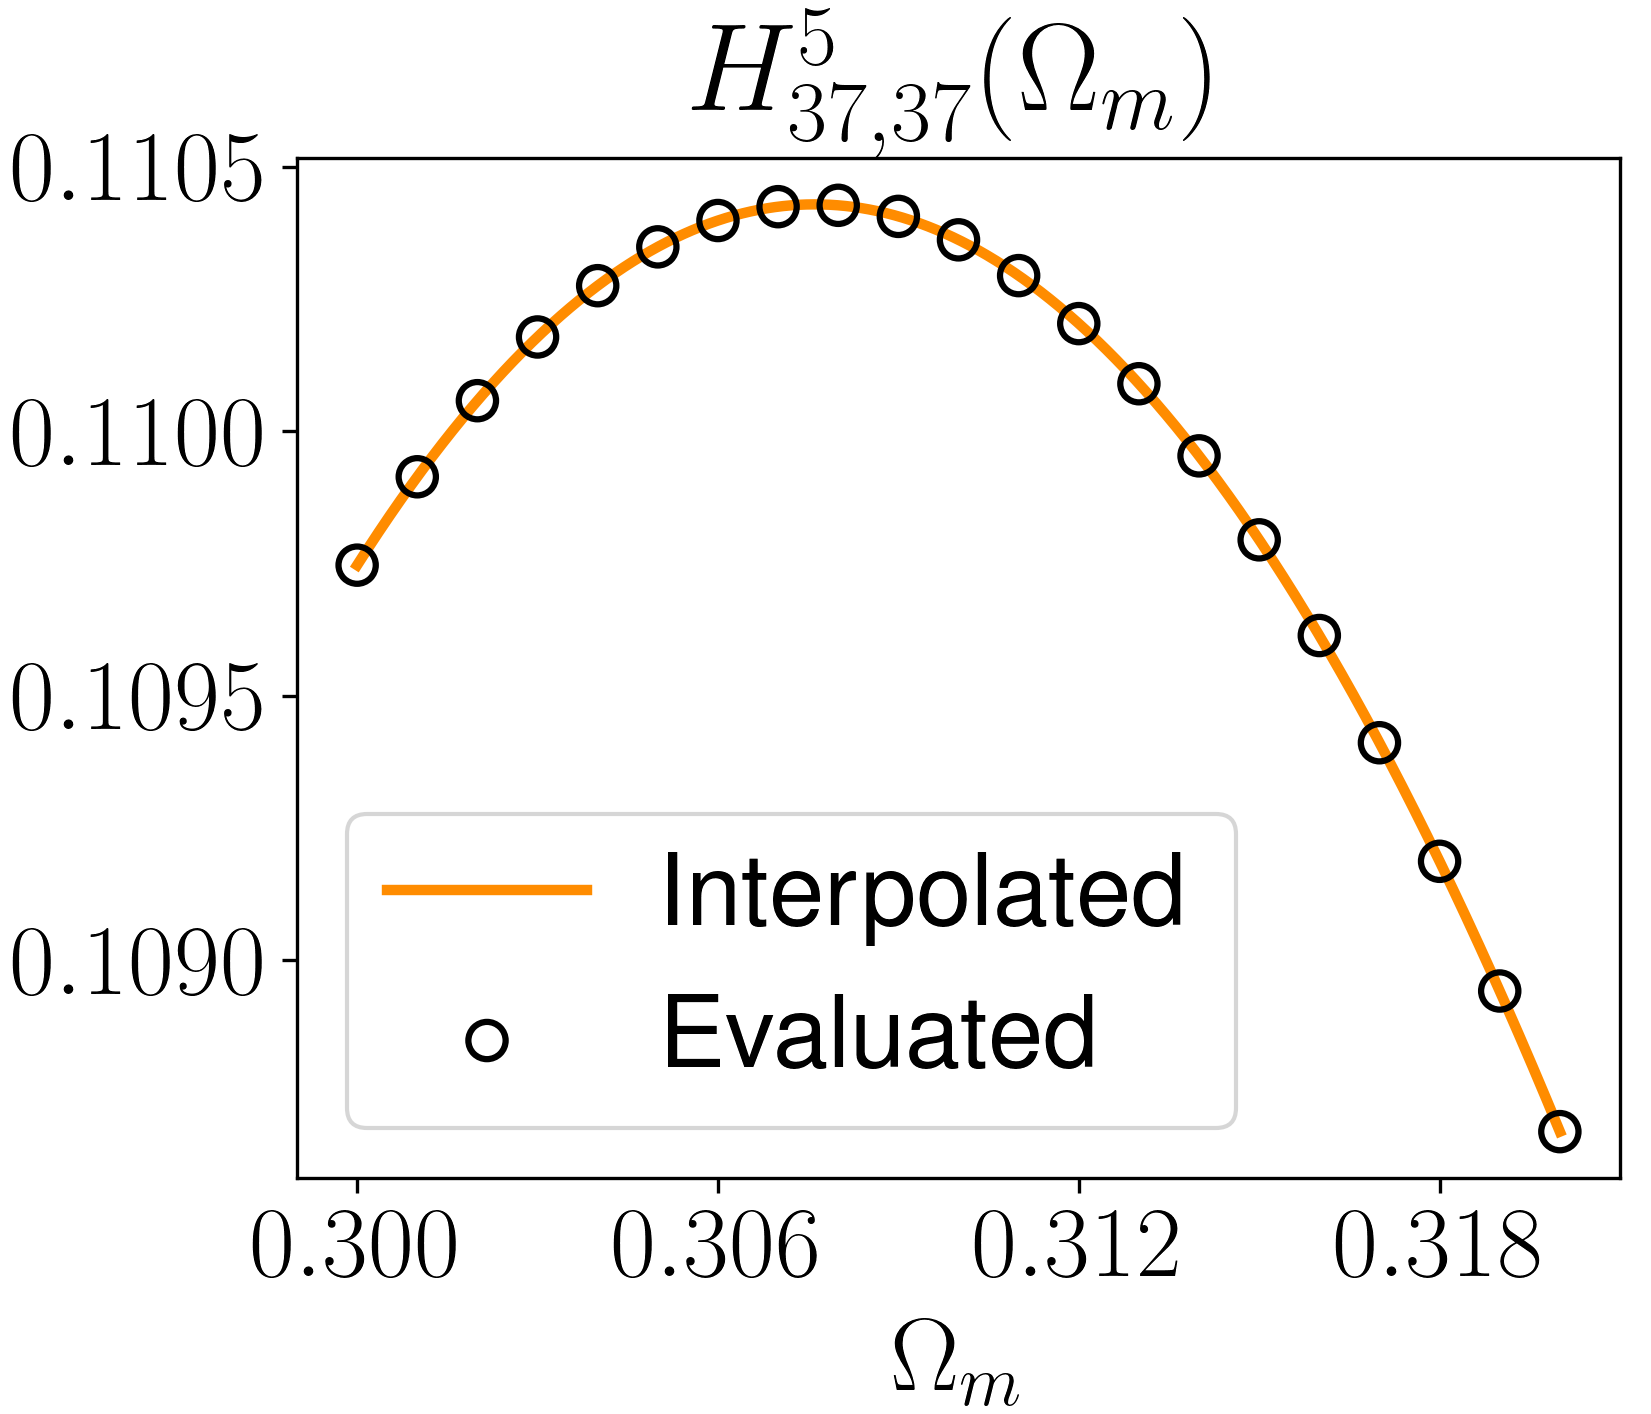 H^5_{37,37}(Ω_m)
0.1105
0.1100
0.1095
0.1090
Interpolated
Evaluated
0.300 0.306 0.312 0.318
Ω_m